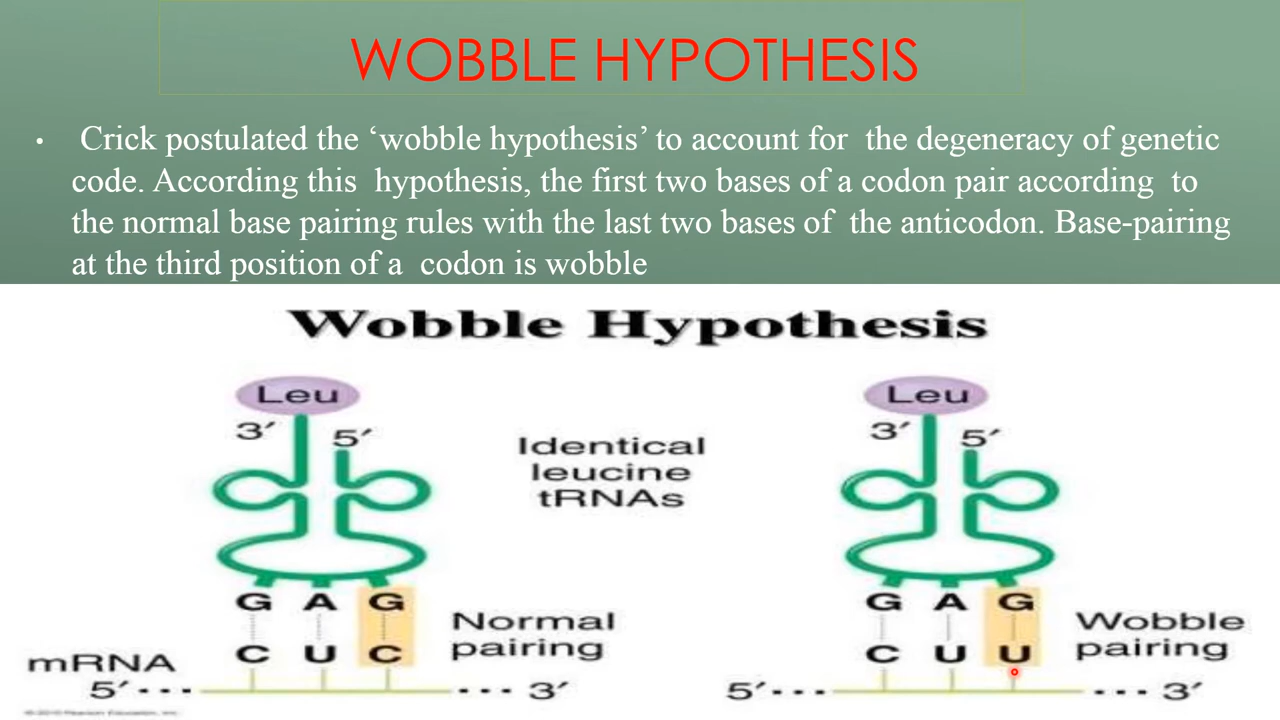 WOBBLE HYPOTHESIS
• Crick postulated the ‘wobble hypothesis’ to account for the degeneracy of genetic
code. According this hypothesis, the first two bases of a codon pair according to
the normal base pairing rules with the last two bases of the anticodon. Base-pairing
at the third position of a codon is wobble
Wobble Hypothesis
Leu
3′ 5′
Identical
leucine
tRNAs
Leu
3′ 5′
G A G
Normal
pairing
mRNA
C U C
5′ ••• ••• 3′
G A G
Wobble
pairing
C U U
5′ ••• ••• 3′
Pearson Education, Inc.